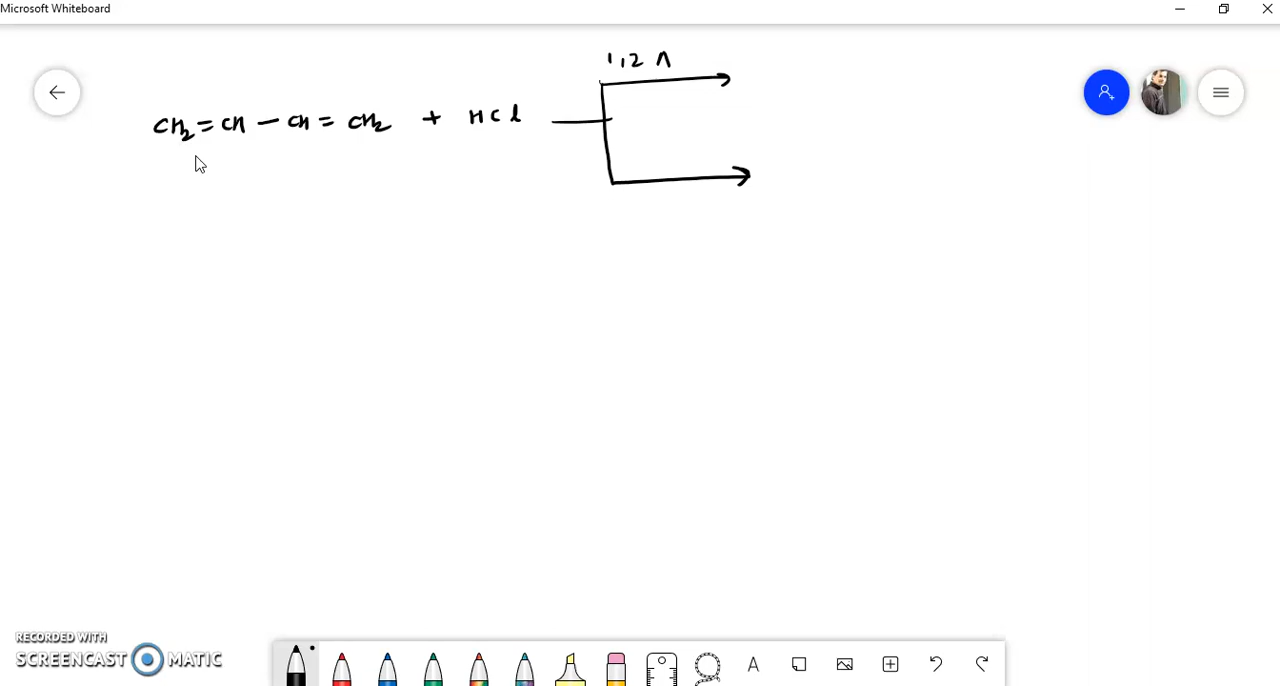 Microsoft Whiteboard
1,2 A
CH2=CH-CH=CH2 + HCl
RECORDED WITH
SCREENCAST MATIC
A